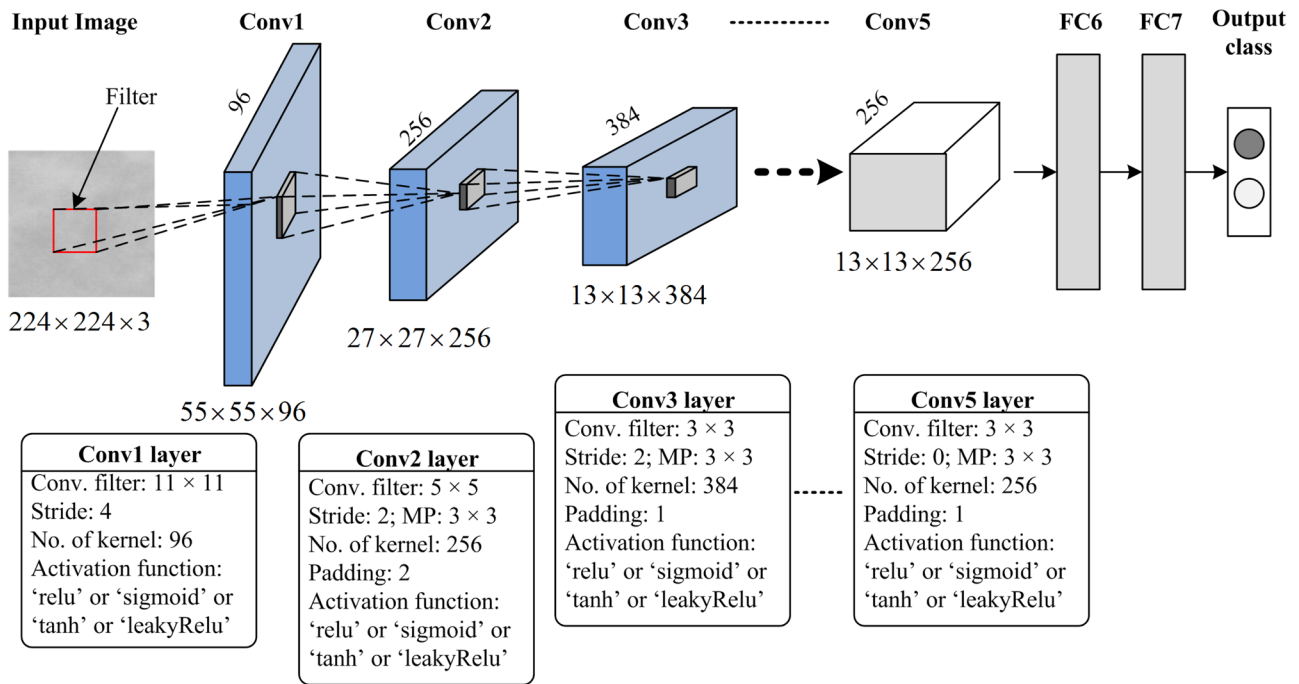 Input Image
Conv1
Conv2
Conv3
Conv5
FC6
FC7
Output
class
Filter
96
256
384
256
224×224×3
55×55×96
27×27×256
13×13×384
13×13×256
Conv1 layer
Conv. filter: 11 × 11
Stride: 4
No. of kernel: 96
Activation function:
‘relu’ or ‘sigmoid’ or
‘tanh’ or ‘leakyRelu’
Conv2 layer
Conv. filter: 5 × 5
Stride: 2; MP: 3 × 3
No. of kernel: 256
Padding: 2
Activation function:
‘relu’ or ‘sigmoid’ or
‘tanh’ or ‘leakyRelu’
Conv3 layer
Conv. filter: 3 × 3
Stride: 2; MP: 3 × 3
No. of kernel: 384
Padding: 1
Activation function:
‘relu’ or ‘sigmoid’ or
‘tanh’ or ‘leakyRelu’
Conv5 layer
Conv. filter: 3 × 3
Stride: 0; MP: 3 × 3
No. of kernel: 256
Padding: 1
Activation function:
‘relu’ or ‘sigmoid’ or
‘tanh’ or ‘leakyRelu’